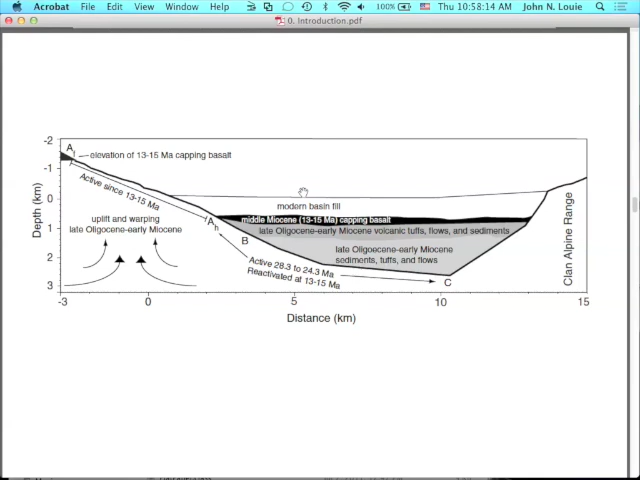 Acrobat File Edit View Window Help 100% Thu 10:58:14 AM John N. Louie
0. Introduction.pdf
-2
-1
0
1
2
3
Depth (km)
A f
elevation of 13-15 Ma capping basalt
Active since 13-15 Ma
uplift and warping
late Oligocene-early Miocene
A h
B
modern basin fill
middle Miocene (13-15 Ma) capping basalt
late Oligocene-early Miocene volcanic tuffs, flows, and sediments
late Oligocene-early Miocene
sediments, tuffs, and flows
Active 28.3 to 24.3 Ma
Reactivated at 13-15 Ma
C
Clan Alpine Range
-3 0 5 10 15
Distance (km)